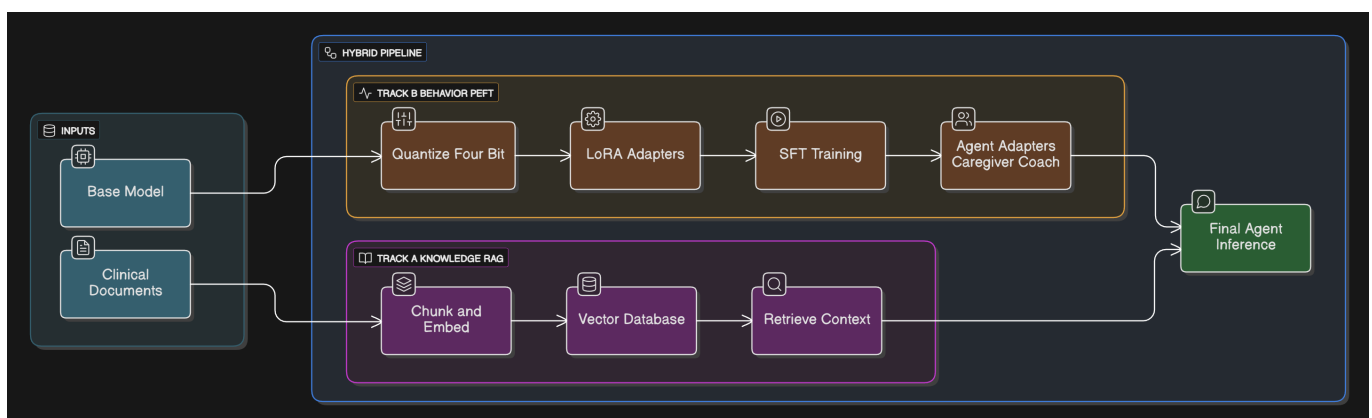 HYBRID PIPELINE
TRACK B BEHAVIOR PEFT
INPUTS
Quantize Four Bit
LoRA Adapters
SFT Training
Agent Adapters
Caregiver Coach
Base Model
Final Agent
Inference
TRACK A KNOWLEDGE RAG
Clinical
Documents
Chunk and
Embed
Vector Database
Retrieve Context